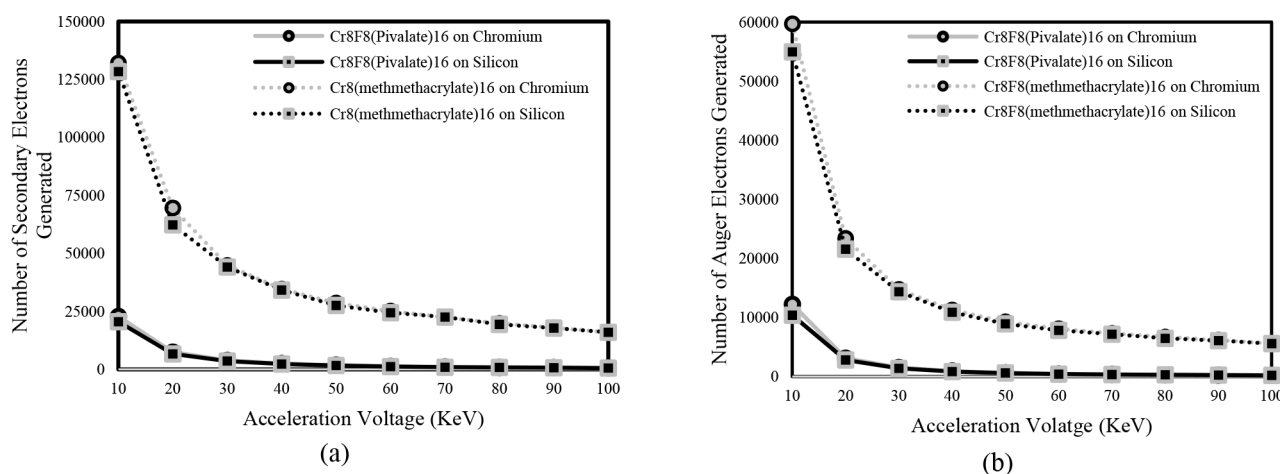 150000
125000
100000
75000
50000
25000
0
Number of Secondary Electrons
Generated
Cr8F8(Pivalate)16 on Chromium
Cr8F8(Pivalate)16 on Silicon
Cr8(methmethacrylate)16 on Chromium
Cr8(methmethacrylate)16 on Silicon
10 20 30 40 50 60 70 80 90 100
Acceleration Voltage (KeV)
(a)
60000
50000
40000
30000
20000
10000
0
Number of Auger Electrons Generated
Cr8F8(Pivalate)16 on Chromium
Cr8F8(Pivalate)16 on Silicon
Cr8F8(methmethacrylate)16 on Chromium
Cr8F8(methmethacrylate)16 on Silicon
10 20 30 40 50 60 70 80 90 100
Acceleration Volatge (KeV)
(b)